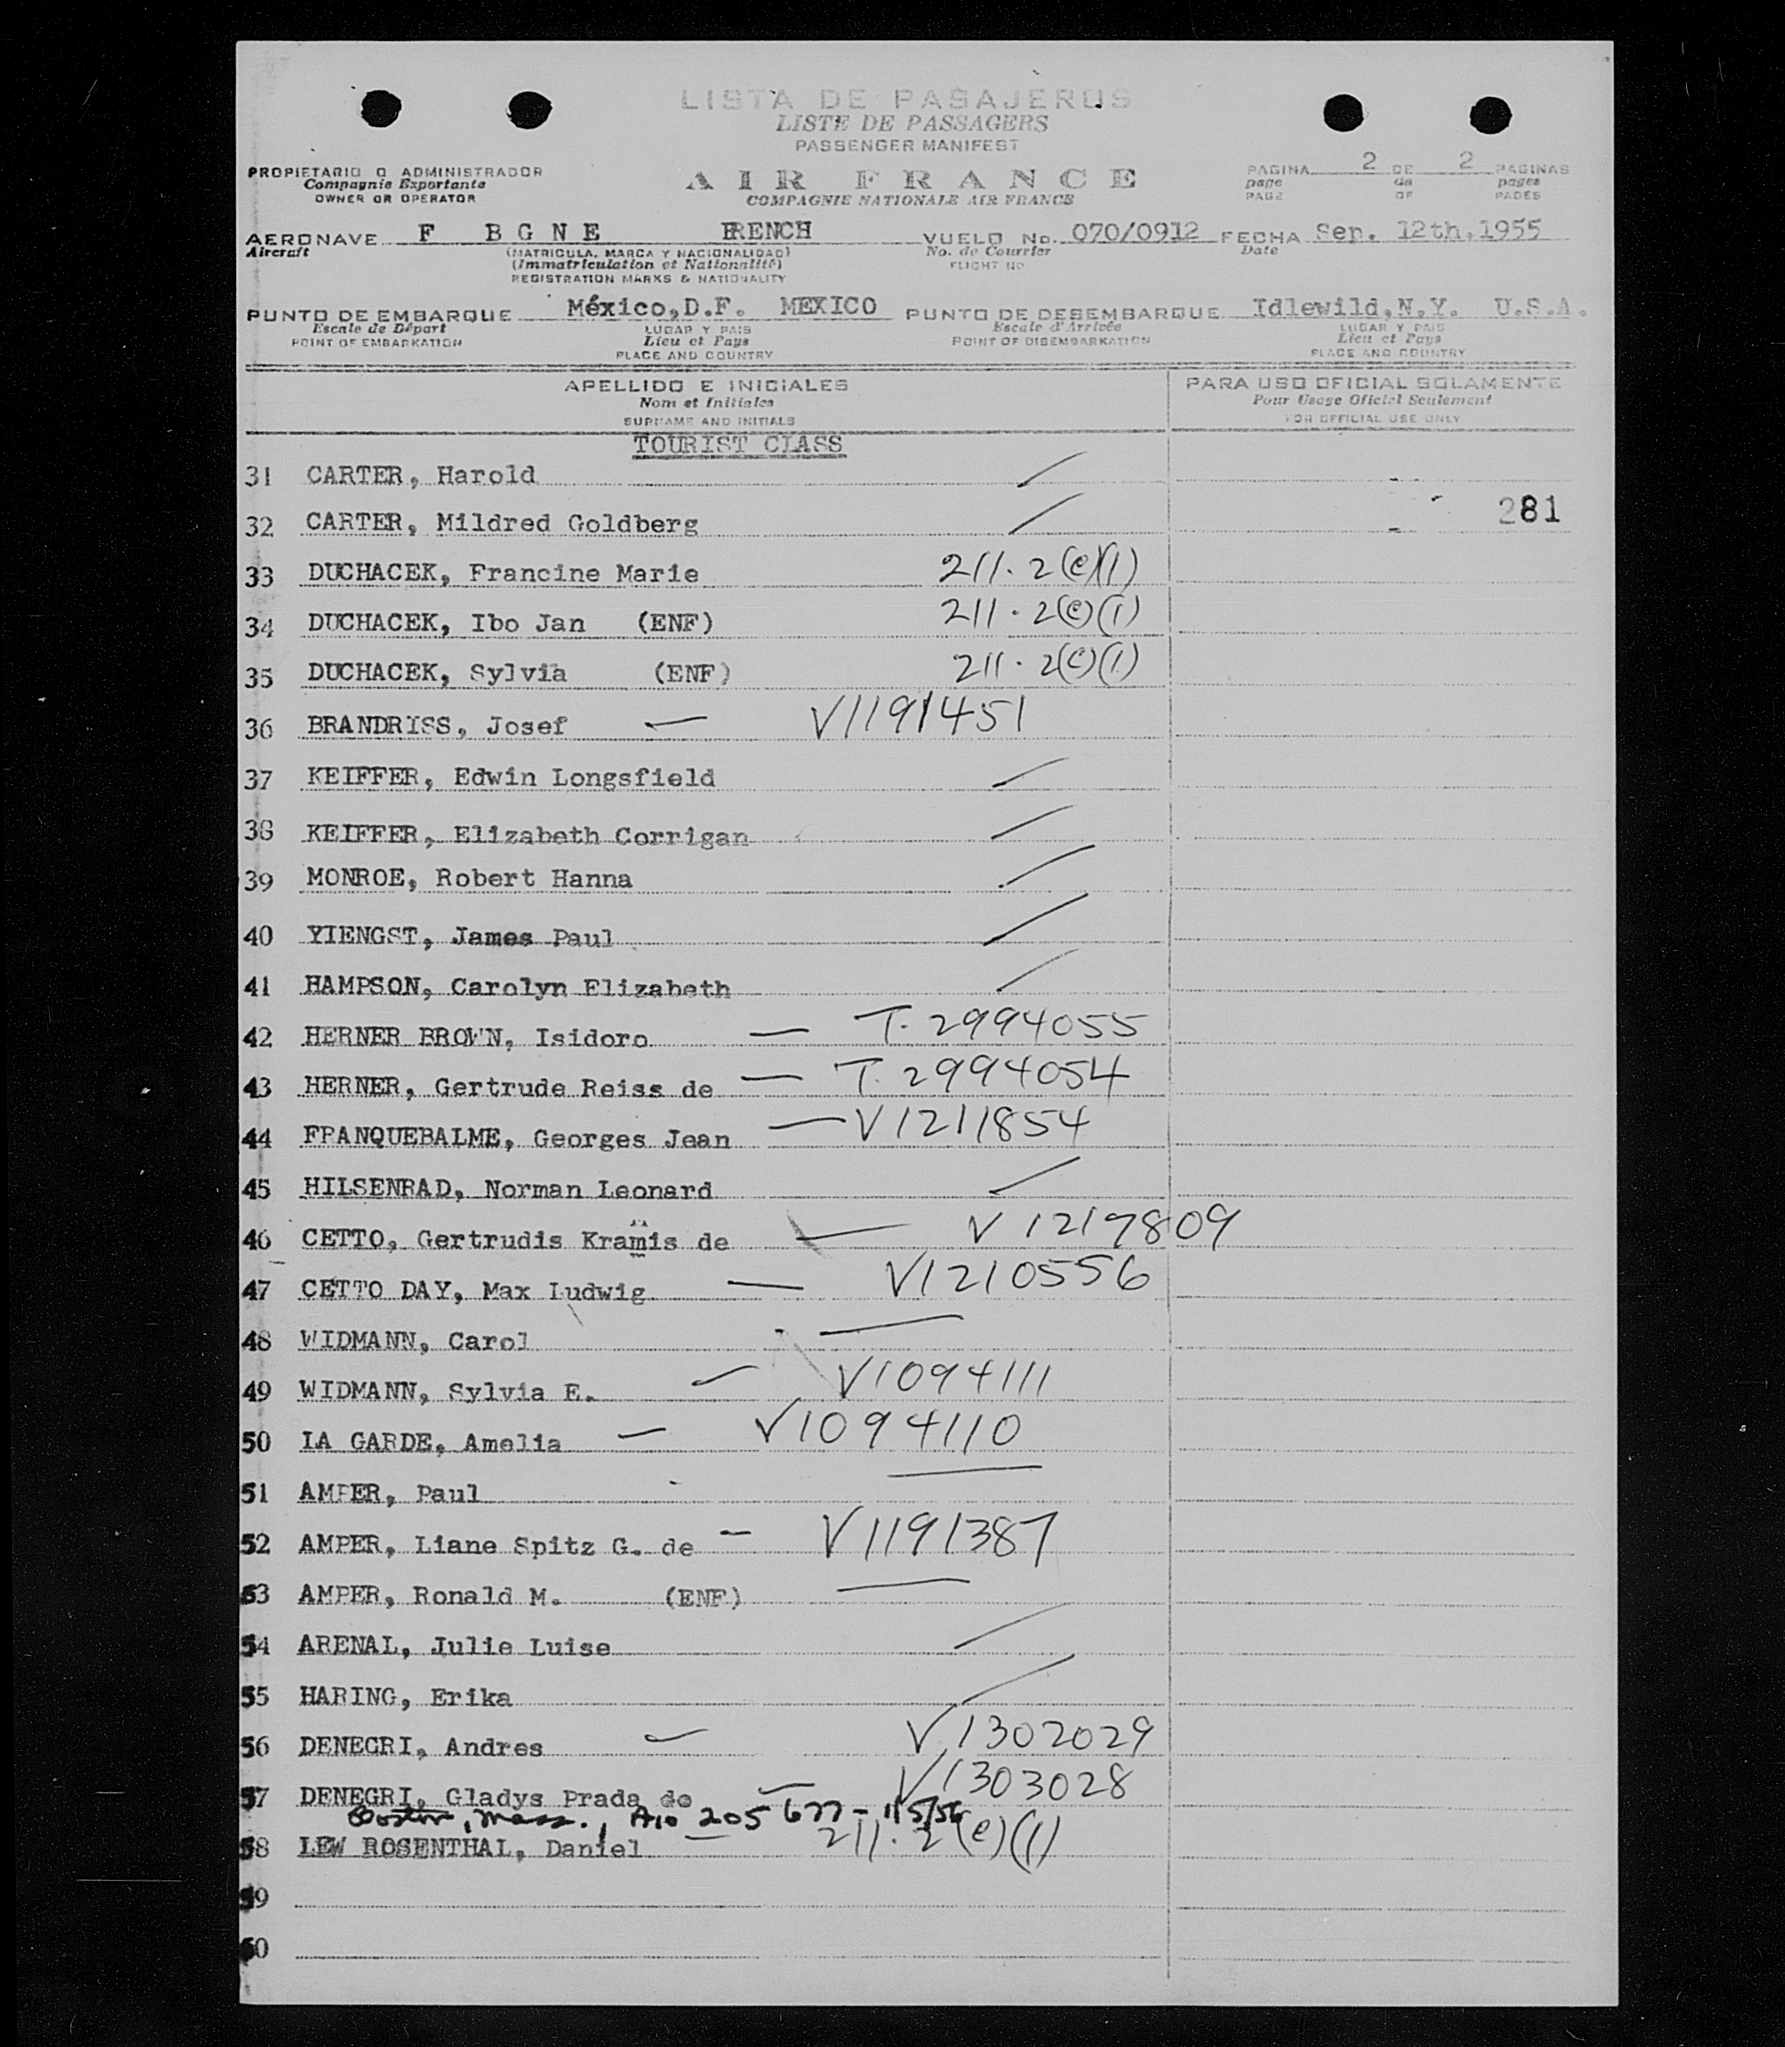 LISTA DE PASAJEROS
LISTE DE PASSAGERS
PASSENGER MANIFEST
PROPIETARIO O ADMINISTRADOR
Compagnie Exportante
OWNER OR OPERATOR
AIR FRANCE
COMPAGNIE NATIONALE AIR FRANCE
PAGINA 2 DE 2 PAGINAS
page de pages
PAGE OF PAGES
AERONAVE F BGNE FRENCH VUELO No. 070/0912 FECHA Sep. 12th,1955
Aircraft (MATRICULA, MARCA Y NACIONALIDAD) No. de Courrier Date
(Immatriculation et Nationalité) FLIGHT No
REGISTRATION MARKS & NATIONALITY
PUNTO DE EMBARQUE México,D.F. MEXICO PUNTO DE DESEMBARQUE Idlewild,N.Y. U.S.A.
Escale de Départ LUGAR Y PAIS Escale d'Arrivée LUGAR Y PAIS
POINT OF EMBARKATION Lieu et Pays POINT OF DISEMBARKATION Lieu et Pays
PLACE AND COUNTRY PLACE AND COUNTRY
APELLIDO E INICIALES PARA USO OFICIAL SOLAMENTE
Nom et Initiales Pour Usage Oficiel Seulement
SURNAME AND INITIALS FOR OFFICIAL USE ONLY
TOURIST CLASS
31 CARTER, Harold
32 CARTER, Mildred Goldberg 281
33 DUCHACEK, Francine Marie 211.2(e)(1)
34 DUCHACEK, Ibo Jan (ENF) 211.2(e)(1)
35 DUCHACEK, Sylvia (ENF) 211.2(e)(1)
36 BRANDRISS, Josef V1191451
37 KEIFFER, Edwin Longsfield
38 KEIFFER, Elizabeth Corrigan
39 MONROE, Robert Hanna
40 YIENGST, James Paul
41 HAMPSON, Carolyn Elizabeth
42 HERNER BROWN, Isidoro T.2994055
43 HERNER, Gertrude Reiss de T.2994054
44 FRANQUEBALME, Georges Jean V1211854
45 HILSENRAD, Norman Leonard
46 CETTO, Gertrudis Kramis de V1219809
47 CETTO DAY, Max Ludwig V1210556
48 WIDMANN, Carol
49 WIDMANN, Sylvia E. V1094111
50 LA GARDE, Amelia V1094110
51 AMPER, Paul
52 AMPER, Liane Spitz G. de V1191387
53 AMPER, Ronald M. (ENF)
54 ARENAL, Julie Luise
55 HARING, Erika
56 DENEGRI, Andres V1302029
57 DENEGRI, Gladys Prada de V1303028
Boston, Mass., A10 205 677 - 1/5/56
58 LEW ROSENTHAL, Daniel 211.2(e)(1)
59
60